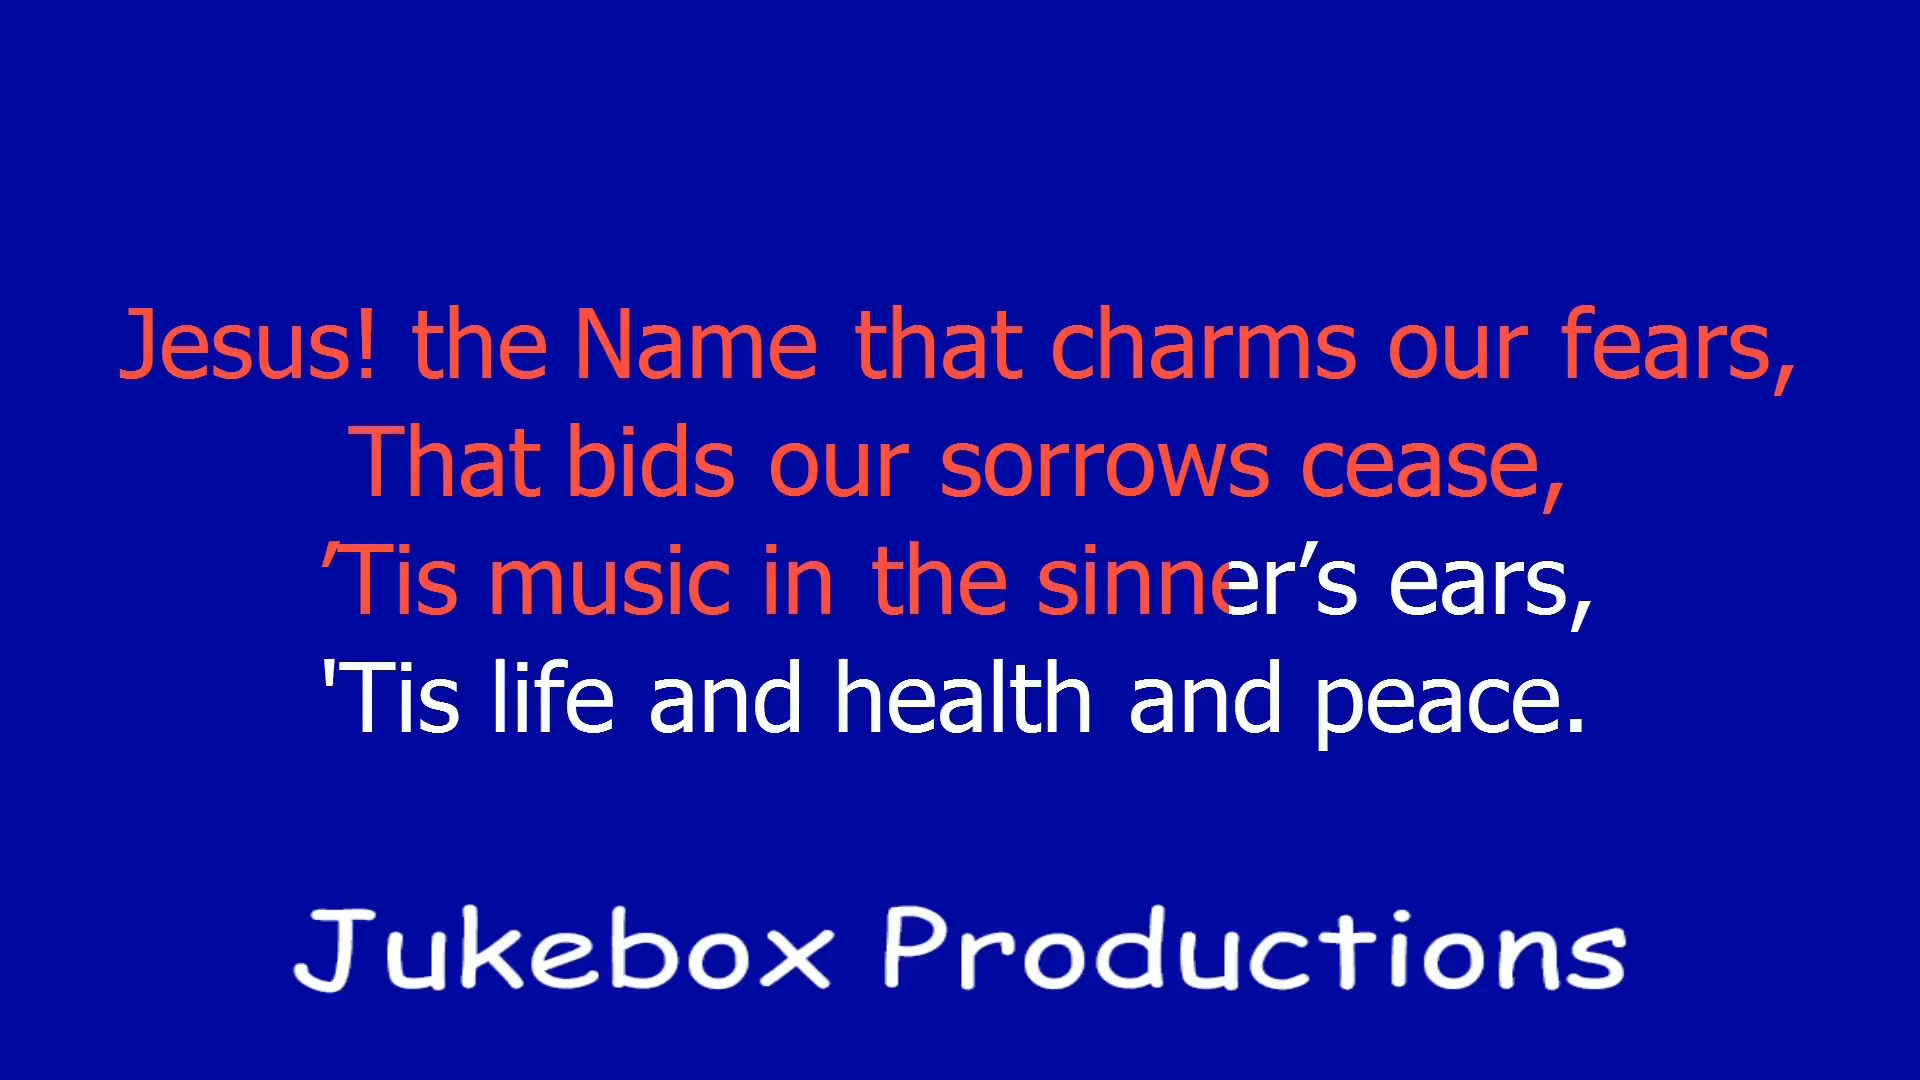 Jesus! the Name that charms our fears,
That bids our sorrows cease,
’Tis music in the sinner’s ears,
'Tis life and health and peace.
Jukebox Productions